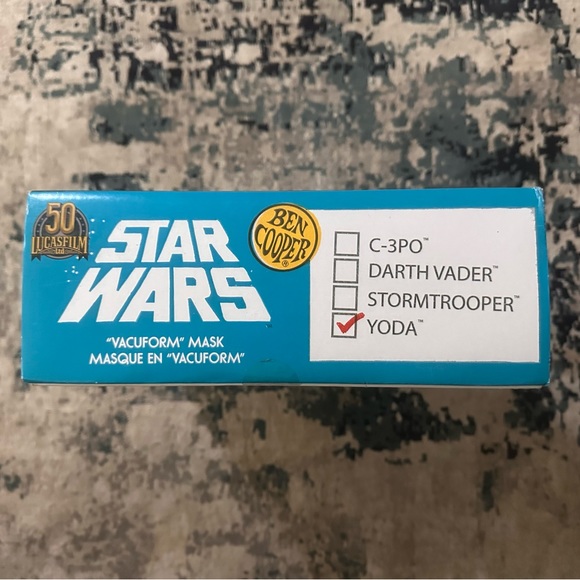 50
LUCASFILM
Ltd
STAR
WARS
"VACUFORM" MASK
MASQUE EN "VACUFORM"
BEN
COOPER®
C-3PO™
DARTH VADER™
STORMTROOPER™
YODA™